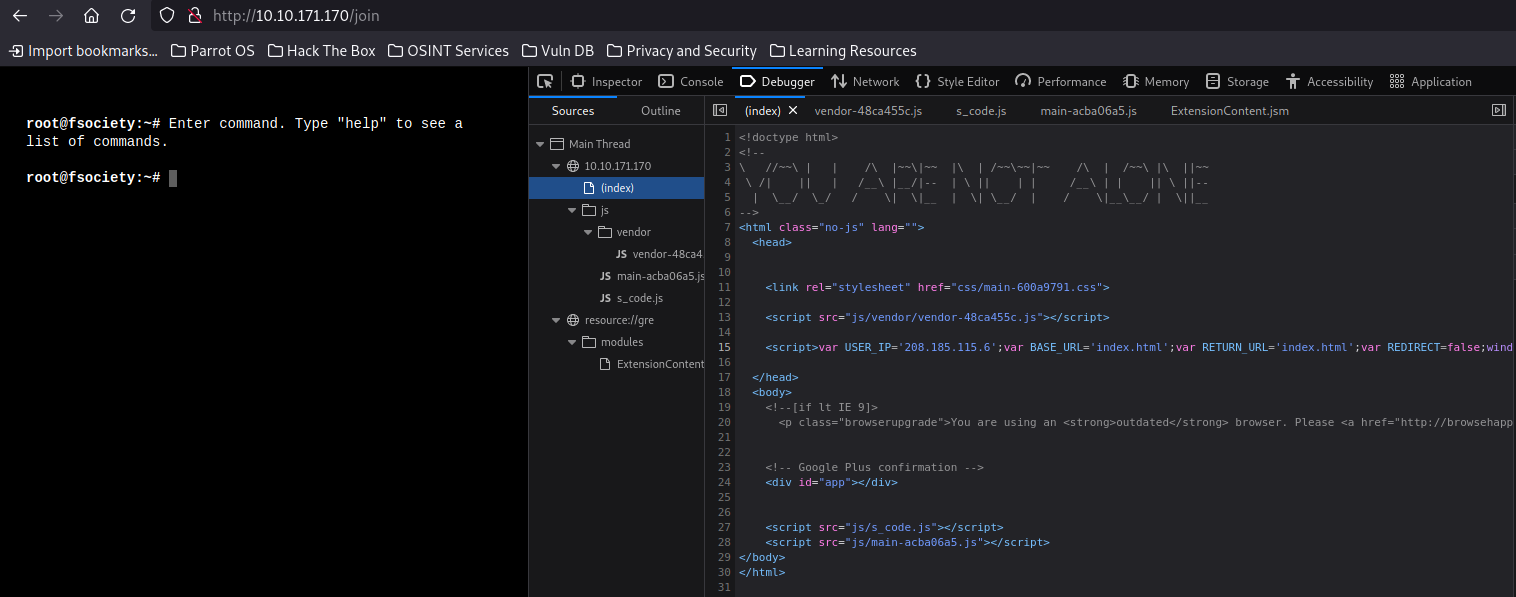 http://10.10.171.170/join
Import bookmarks... Parrot OS Hack The Box OSINT Services Vuln DB Privacy and Security Learning Resources
root@fsociety:~# Enter command. Type "help" to see a
list of commands.
root@fsociety:~#
Inspector Console Debugger Network Style Editor Performance Memory Storage Accessibility Application
Sources Outline
Main Thread
10.10.171.170
(index)
js
vendor
JS vendor-48ca4
JS main-acba06a5.js
JS s_code.js
resource://gre
modules
ExtensionContent
(index) vendor-48ca455c.js s_code.js main-acba06a5.js ExtensionContent.jsm
1 <!doctype html>
2 <!--
3 \   //~~\ |   |    /\  |~~\|~~  |\  | /~~\~~|~~    /\  |  /~~\ |\  ||~~
4  \ /|    ||   |   /__\ |__/|--  | \ ||    | |     /__\ | |    || \ ||--
5   |  \__/  \_/   /    \|  \|__  |  \| \__/  |    /    \|__\__/ |  \||__
6 -->
7 <html class="no-js" lang="">
8 <head>
9
10
11 <link rel="stylesheet" href="css/main-600a9791.css">
12
13 <script src="js/vendor/vendor-48ca455c.js"></script>
14
15 <script>var USER_IP='208.185.115.6';var BASE_URL='index.html';var RETURN_URL='index.html';var REDIRECT=false;wind
16
17 </head>
18 <body>
19 <!--[if lt IE 9]>
20 <p class="browserupgrade">You are using an <strong>outdated</strong> browser. Please <a href="http://browsehapp
21
22
23 <!-- Google Plus confirmation -->
24 <div id="app"></div>
25
26
27 <script src="js/s_code.js"></script>
28 <script src="js/main-acba06a5.js"></script>
29 </body>
30 </html>
31